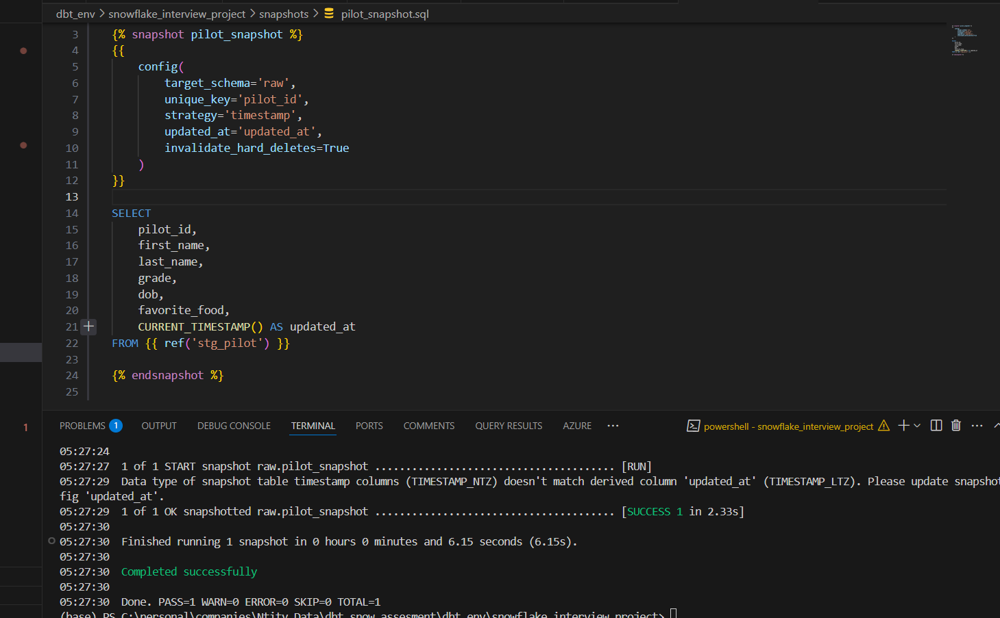 dbt_env > snowflake_interview_project > snapshots > pilot_snapshot.sql
3 {% snapshot pilot_snapshot %}
4 {{
5 config(
6 target_schema='raw',
7 unique_key='pilot_id',
8 strategy='timestamp',
9 updated_at='updated_at',
10 invalidate_hard_deletes=True
11 )
12 }}
13
14 SELECT
15 pilot_id,
16 first_name,
17 last_name,
18 grade,
19 dob,
20 favorite_food,
21 CURRENT_TIMESTAMP() AS updated_at
22 FROM {{ ref('stg_pilot') }}
23
24 {% endsnapshot %}
25
1
PROBLEMS 1 OUTPUT DEBUG CONSOLE TERMINAL PORTS COMMENTS QUERY RESULTS AZURE ··· powershell - snowflake_interview_project
05:27:24
05:27:27 1 of 1 START snapshot raw.pilot_snapshot ..................................... [RUN]
05:27:29 Data type of snapshot table timestamp columns (TIMESTAMP_NTZ) doesn't match derived column 'updated_at' (TIMESTAMP_LTZ). Please update snapshot
fig 'updated_at'.
05:27:29 1 of 1 OK snapshotted raw.pilot_snapshot ..................................... [SUCCESS 1 in 2.33s]
05:27:30
05:27:30 Finished running 1 snapshot in 0 hours 0 minutes and 6.15 seconds (6.15s).
05:27:30
05:27:30 Completed successfully
05:27:30
05:27:30 Done. PASS=1 WARN=0 ERROR=0 SKIP=0 TOTAL=1
(base) PS C:\personal\companies\Ntity Data\dbt_snow_assesment\dbt_env\snowflake_interview_project>